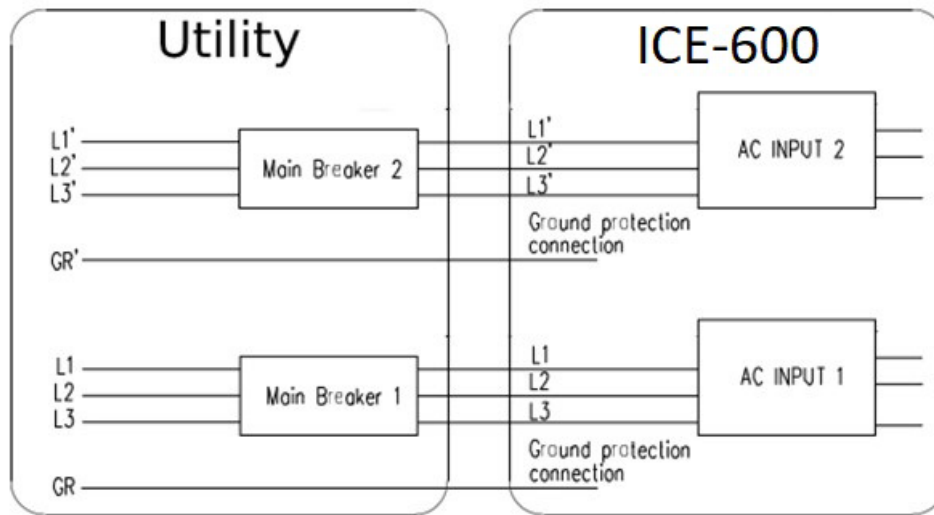 Utility
ICE-600
L1'
L2'
L3'
Main Breaker 2
L1'
L2'
L3'
AC INPUT 2
Ground protection
connection
GR'
L1
L2
L3
Main Breaker 1
L1
L2
L3
AC INPUT 1
Ground protection
connection
GR